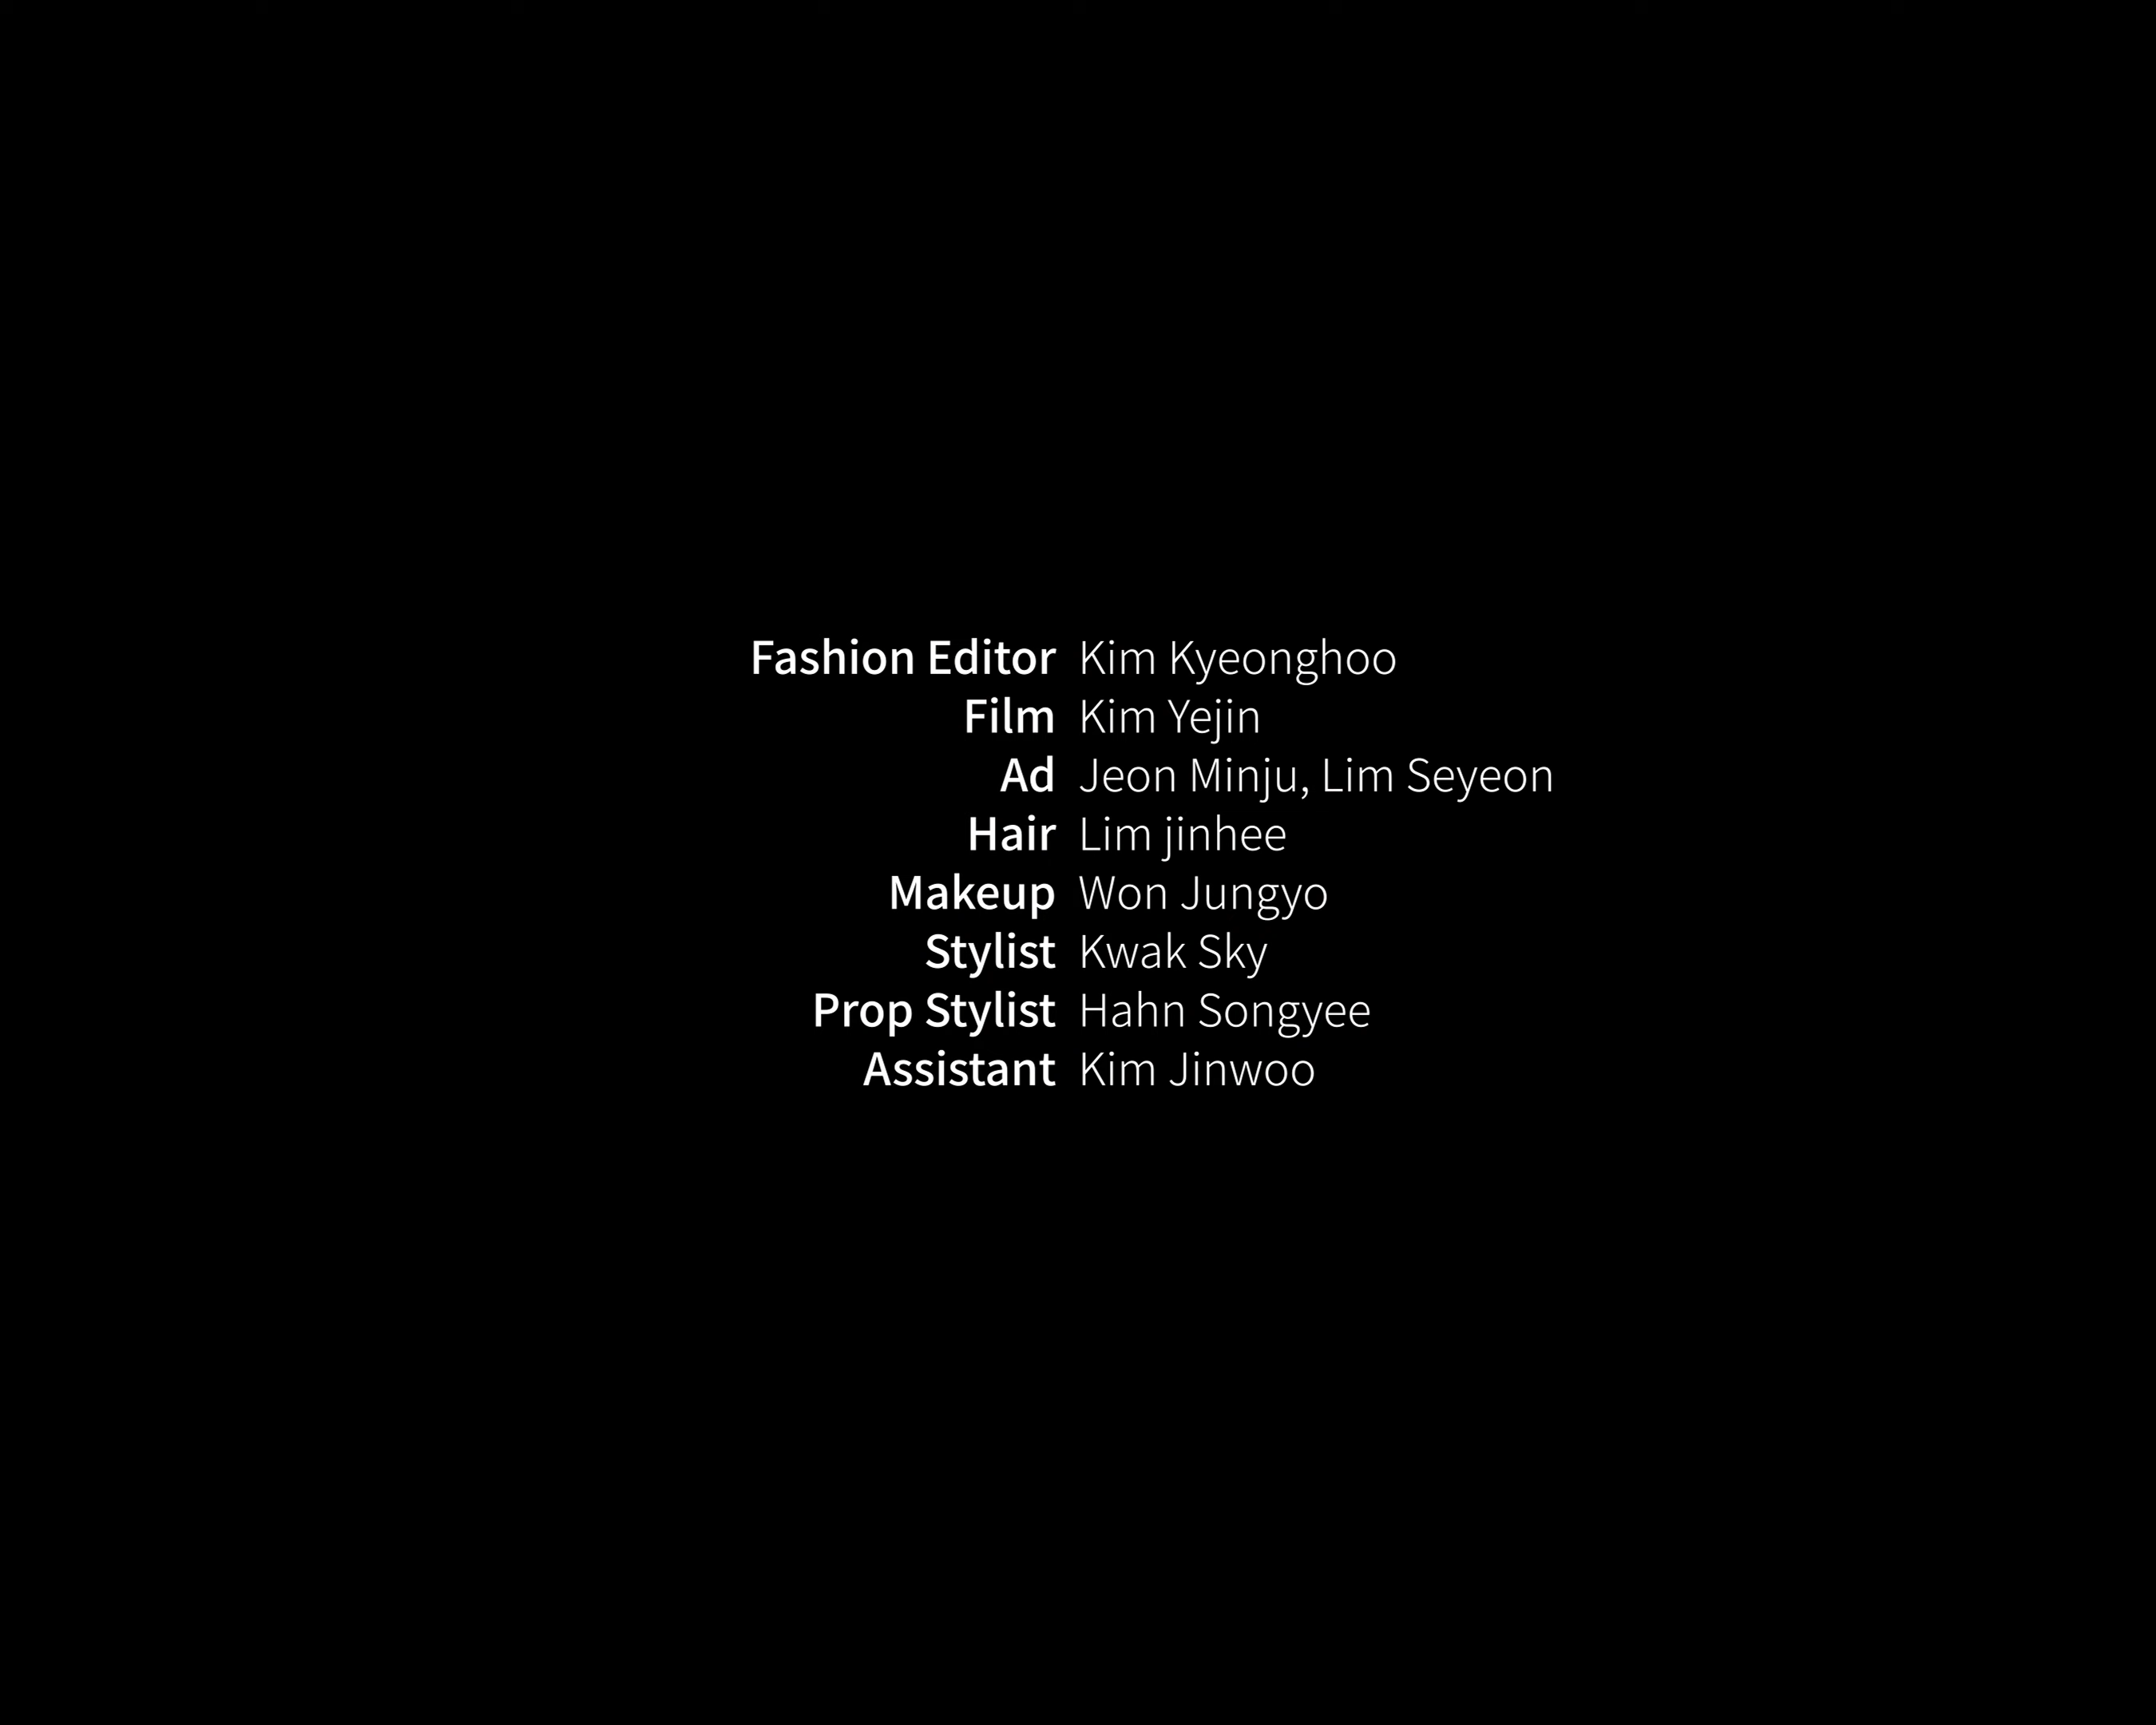 Fashion Editor Kim Kyeonghoo
Film Kim Yejin
Ad Jeon Minju, Lim Seyeon
Hair Lim jinhee
Makeup Won Jungyo
Stylist Kwak Sky
Prop Stylist Hahn Songyee
Assistant Kim Jinwoo